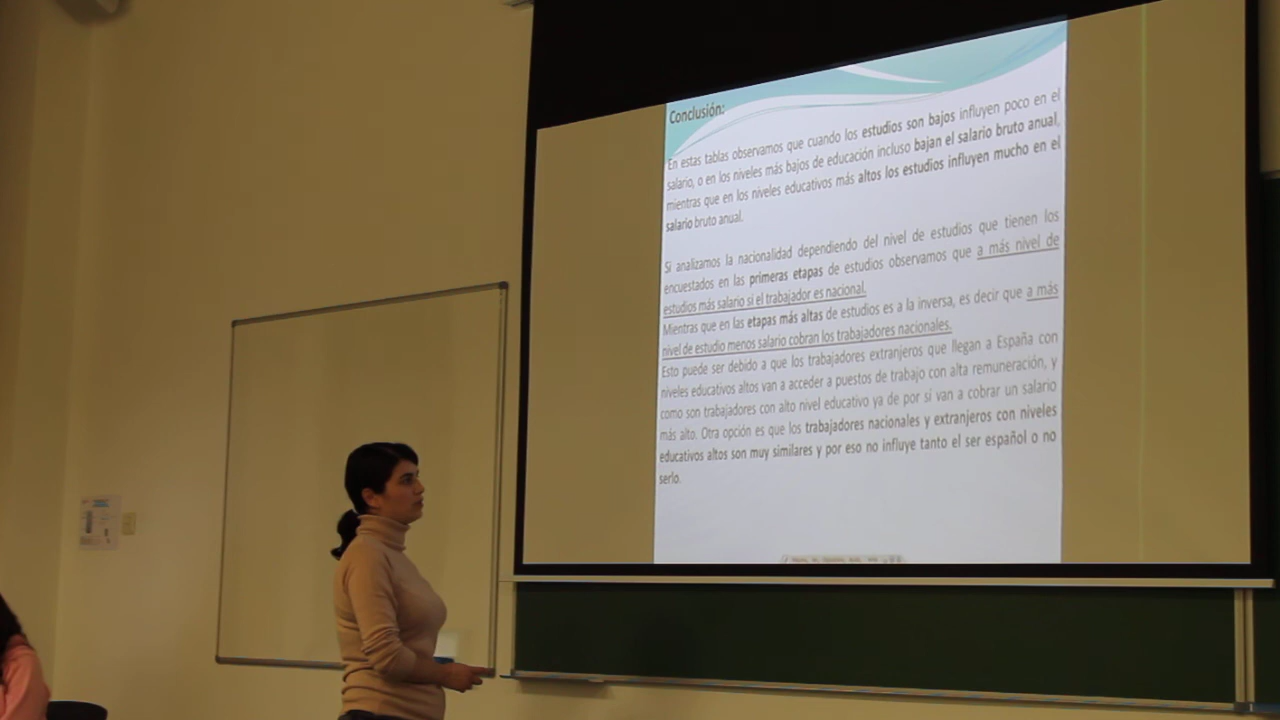 Conclusión:
En estas tablas observamos que cuando los estudios son bajos influyen poco en el
salario, o en los niveles más bajos de educación incluso bajan el salario bruto anual,
mientras que en los niveles educativos más altos los estudios influyen mucho en el
salario bruto anual.
Si analizamos la nacionalidad dependiendo del nivel de estudios que tienen los
encuestados en las primeras etapas de estudios observamos que a más nivel de
estudios más salario si el trabajador es nacional.
Mientras que en las etapas más altas de estudios es a la inversa, es decir que a más
nivel de estudio menos salario cobran los trabajadores nacionales.
Esto puede ser debido a que los trabajadores extranjeros que llegan a España con
niveles educativos altos van a acceder a puestos de trabajo con alta remuneración, y
como son trabajadores con alto nivel educativo ya de por si van a cobrar un salario
más alto. Otra opción es que los trabajadores nacionales y extranjeros con niveles
educativos altos son muy similares y por eso no influye tanto el ser español o no
serlo.